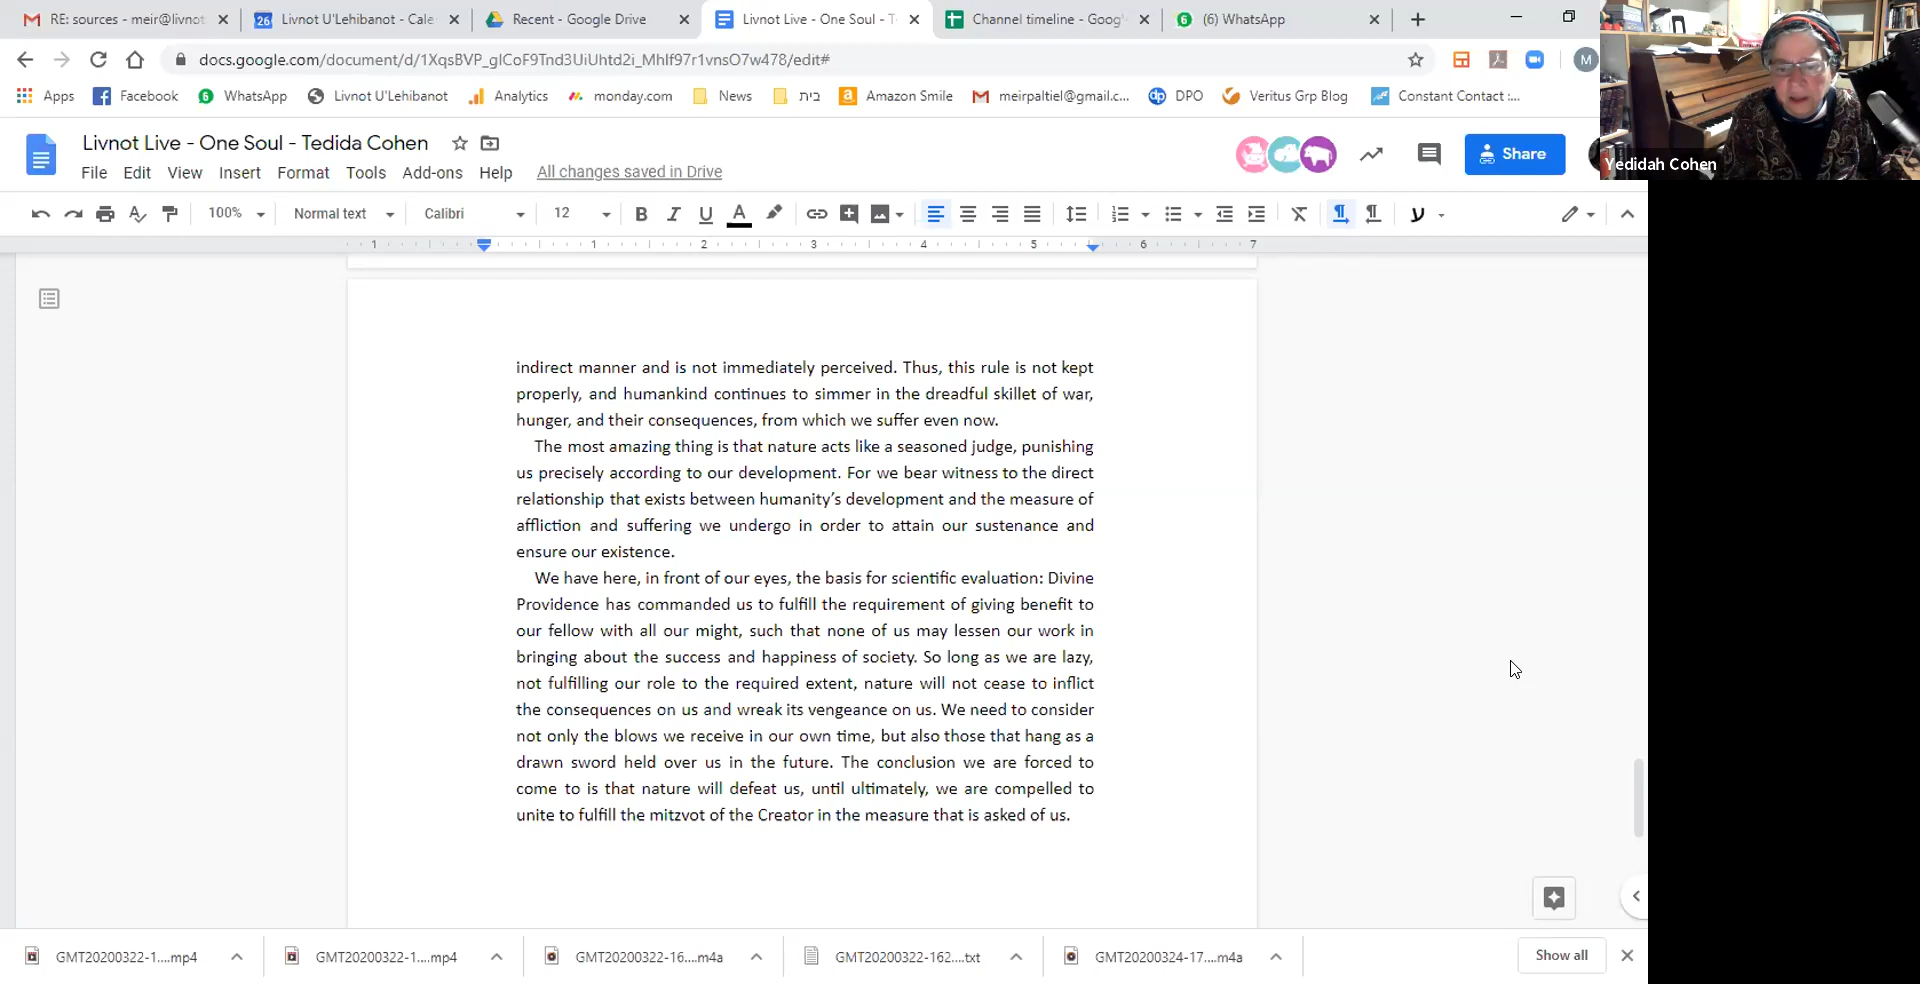 RE: sources - meir@livnot
26 Livnot U'Lehibanot - Cale
Recent - Google Drive
Livnot Live - One Soul - T
Channel timeline - Goog
(6) WhatsApp
docs.google.com/document/d/1XqsBVP_glCoF9Tnd3UiUhtd2i_Mhlf97r1vnsO7w478/edit#
M
Apps Facebook WhatsApp Livnot U'Lehibanot Analytics monday.com News בית Amazon Smile meirpaltiel@gmail.c... DPO Veritus Grp Blog Constant Contact :...
Yedidah Cohen
Livnot Live - One Soul - Tedida Cohen
Share
File Edit View Insert Format Tools Add-ons Help All changes saved in Drive
100% Normal text Calibri 12 B I U A
1 1 2 3 4 5 6 7
indirect manner and is not immediately perceived. Thus, this rule is not kept
properly, and humankind continues to simmer in the dreadful skillet of war,
hunger, and their consequences, from which we suffer even now.
The most amazing thing is that nature acts like a seasoned judge, punishing
us precisely according to our development. For we bear witness to the direct
relationship that exists between humanity’s development and the measure of
affliction and suffering we undergo in order to attain our sustenance and
ensure our existence.
We have here, in front of our eyes, the basis for scientific evaluation: Divine
Providence has commanded us to fulfill the requirement of giving benefit to
our fellow with all our might, such that none of us may lessen our work in
bringing about the success and happiness of society. So long as we are lazy,
not fulfilling our role to the required extent, nature will not cease to inflict
the consequences on us and wreak its vengeance on us. We need to consider
not only the blows we receive in our own time, but also those that hang as a
drawn sword held over us in the future. The conclusion we are forced to
come to is that nature will defeat us, until ultimately, we are compelled to
unite to fulfill the mitzvot of the Creator in the measure that is asked of us.
GMT20200322-1....mp4
GMT20200322-1....mp4
GMT20200322-16....m4a
GMT20200322-162....txt
GMT20200324-17....m4a
Show all